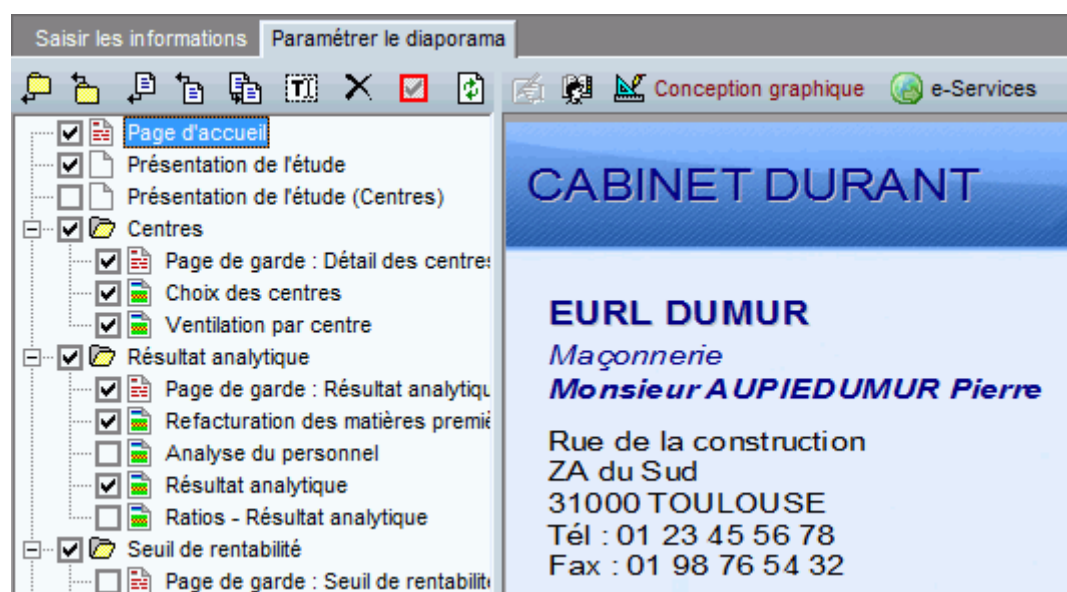 Saisir les informations Paramétrer le diaporama
Conception graphique e-Services
Page d'accueil
Présentation de l'étude
Présentation de l'étude (Centres)
Centres
Page de garde : Détail des centres
Choix des centres
Ventilation par centre
Résultat analytique
Page de garde : Résultat analytiqu
Refacturation des matières premiè
Analyse du personnel
Résultat analytique
Ratios - Résultat analytique
Seuil de rentabilité
Page de garde : Seuil de rentabilité
CABINET DURANT
EURL DUMUR
Maçonnerie
Monsieur AUPIEDUMUR Pierre
Rue de la construction
ZA du Sud
31000 TOULOUSE
Tél : 01 23 45 56 78
Fax : 01 98 76 54 32